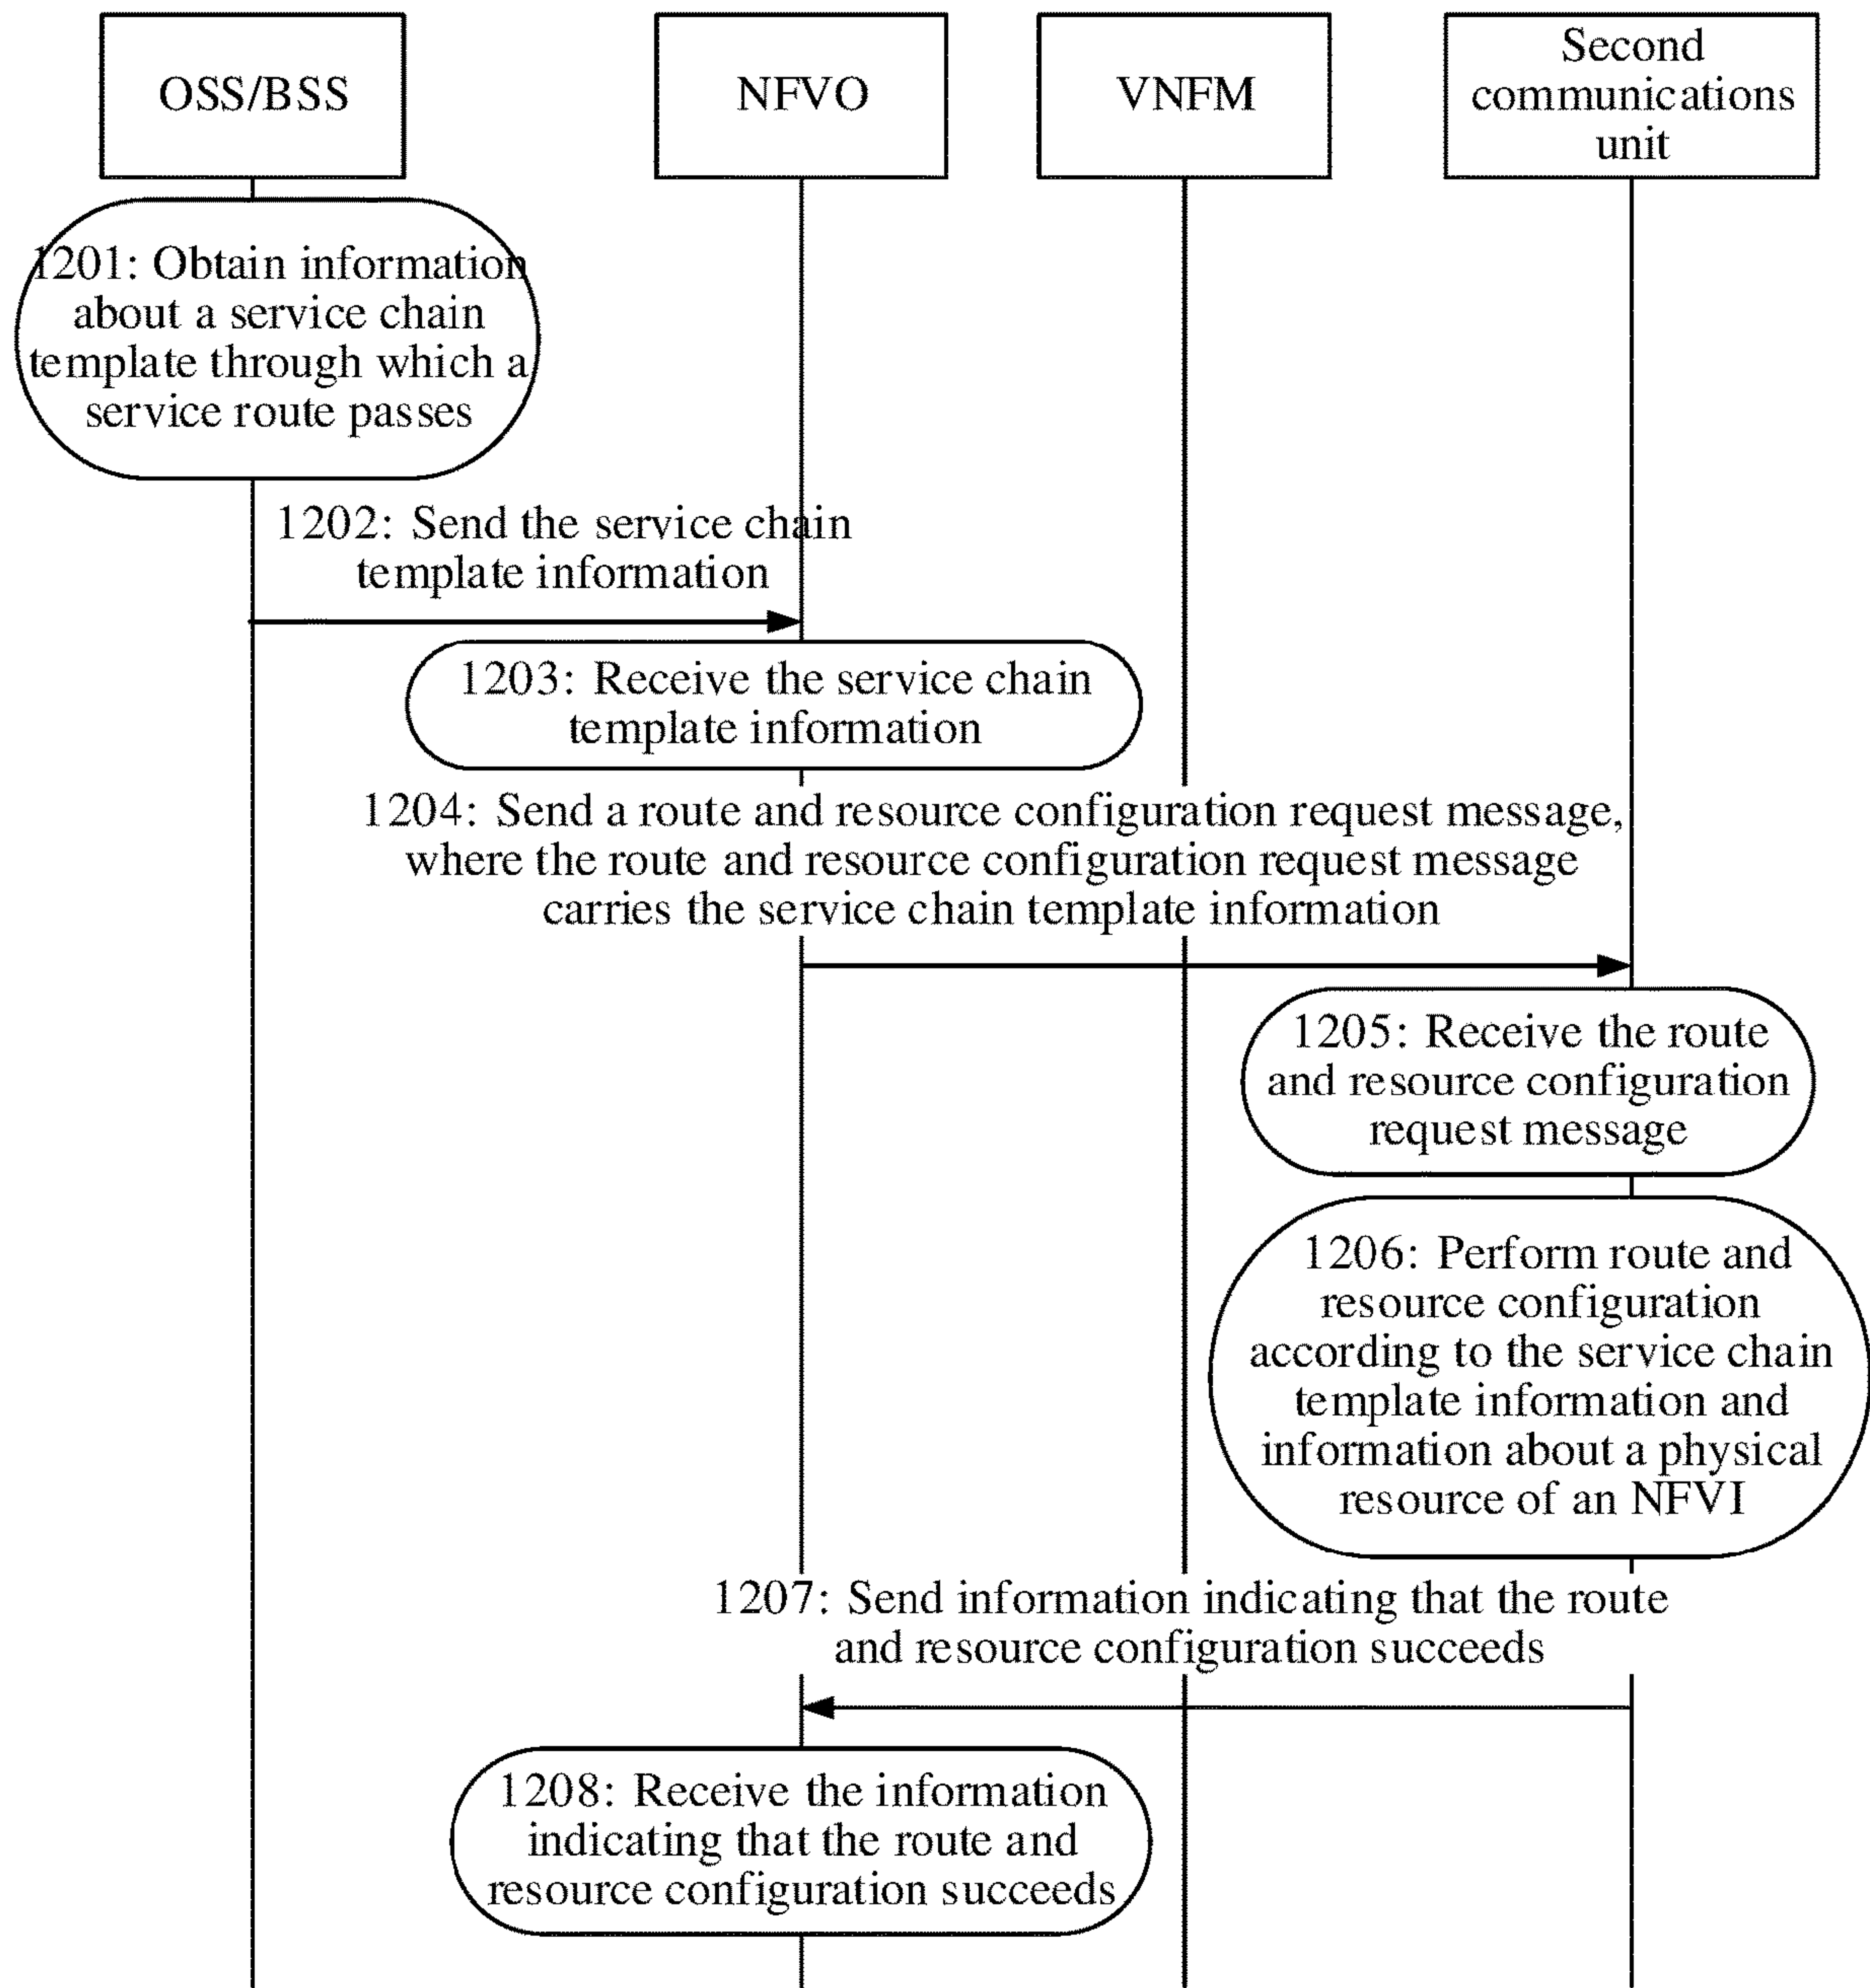 OSS/BSS
NFVO
VNFM
Second
communications
unit
1201: Obtain information
about a service chain
template through which a
service route passes
1202: Send the service chain
template information
1203: Receive the service chain
template information
1204: Send a route and resource configuration request message,
where the route and resource configuration request message
carries the service chain template information
1205: Receive the route
and resource configuration
request message
1206: Perform route and
resource configuration
according to the service chain
template information and
information about a physical
resource of an NFVI
1207: Send information indicating that the route
and resource configuration succeeds
1208: Receive the information
indicating that the route and
resource configuration succeeds